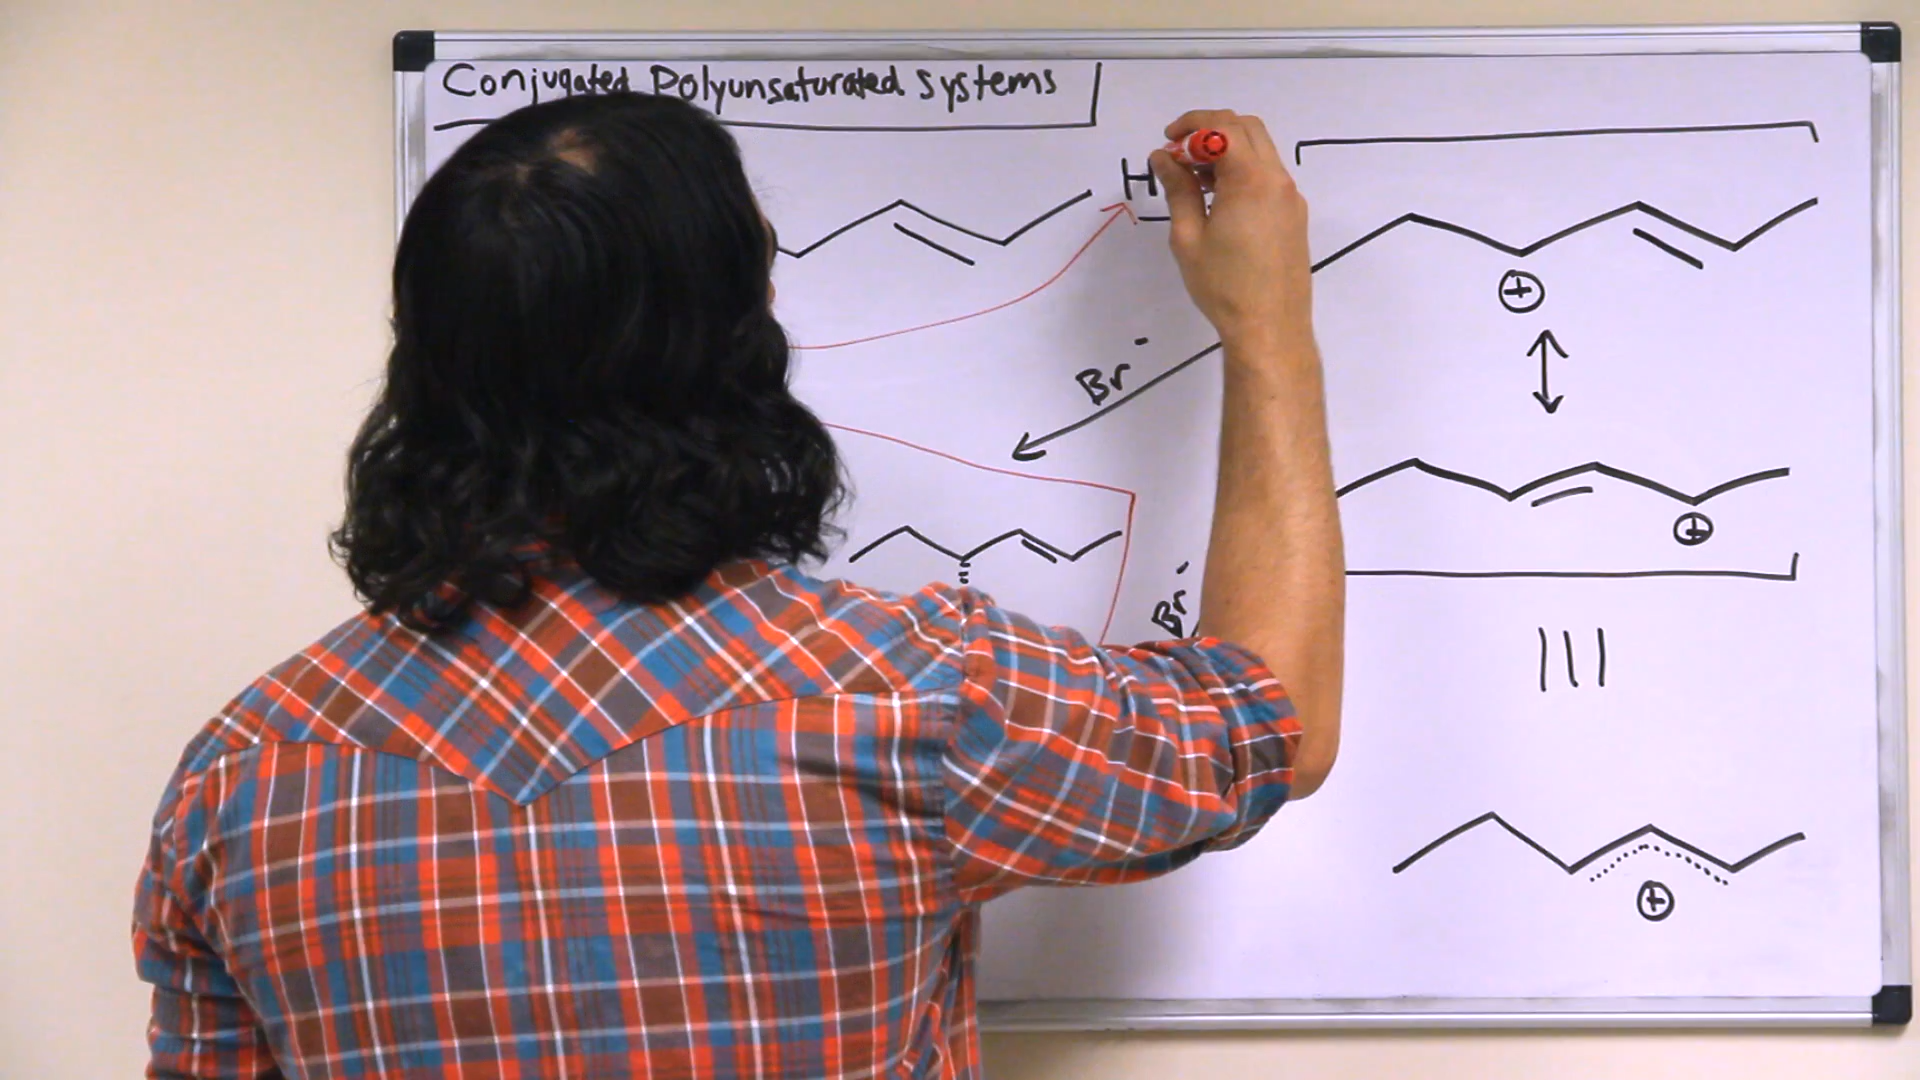 Conjugated Polyunsaturated Systems
H
⊕
Br -
⊕
Br -
⊕